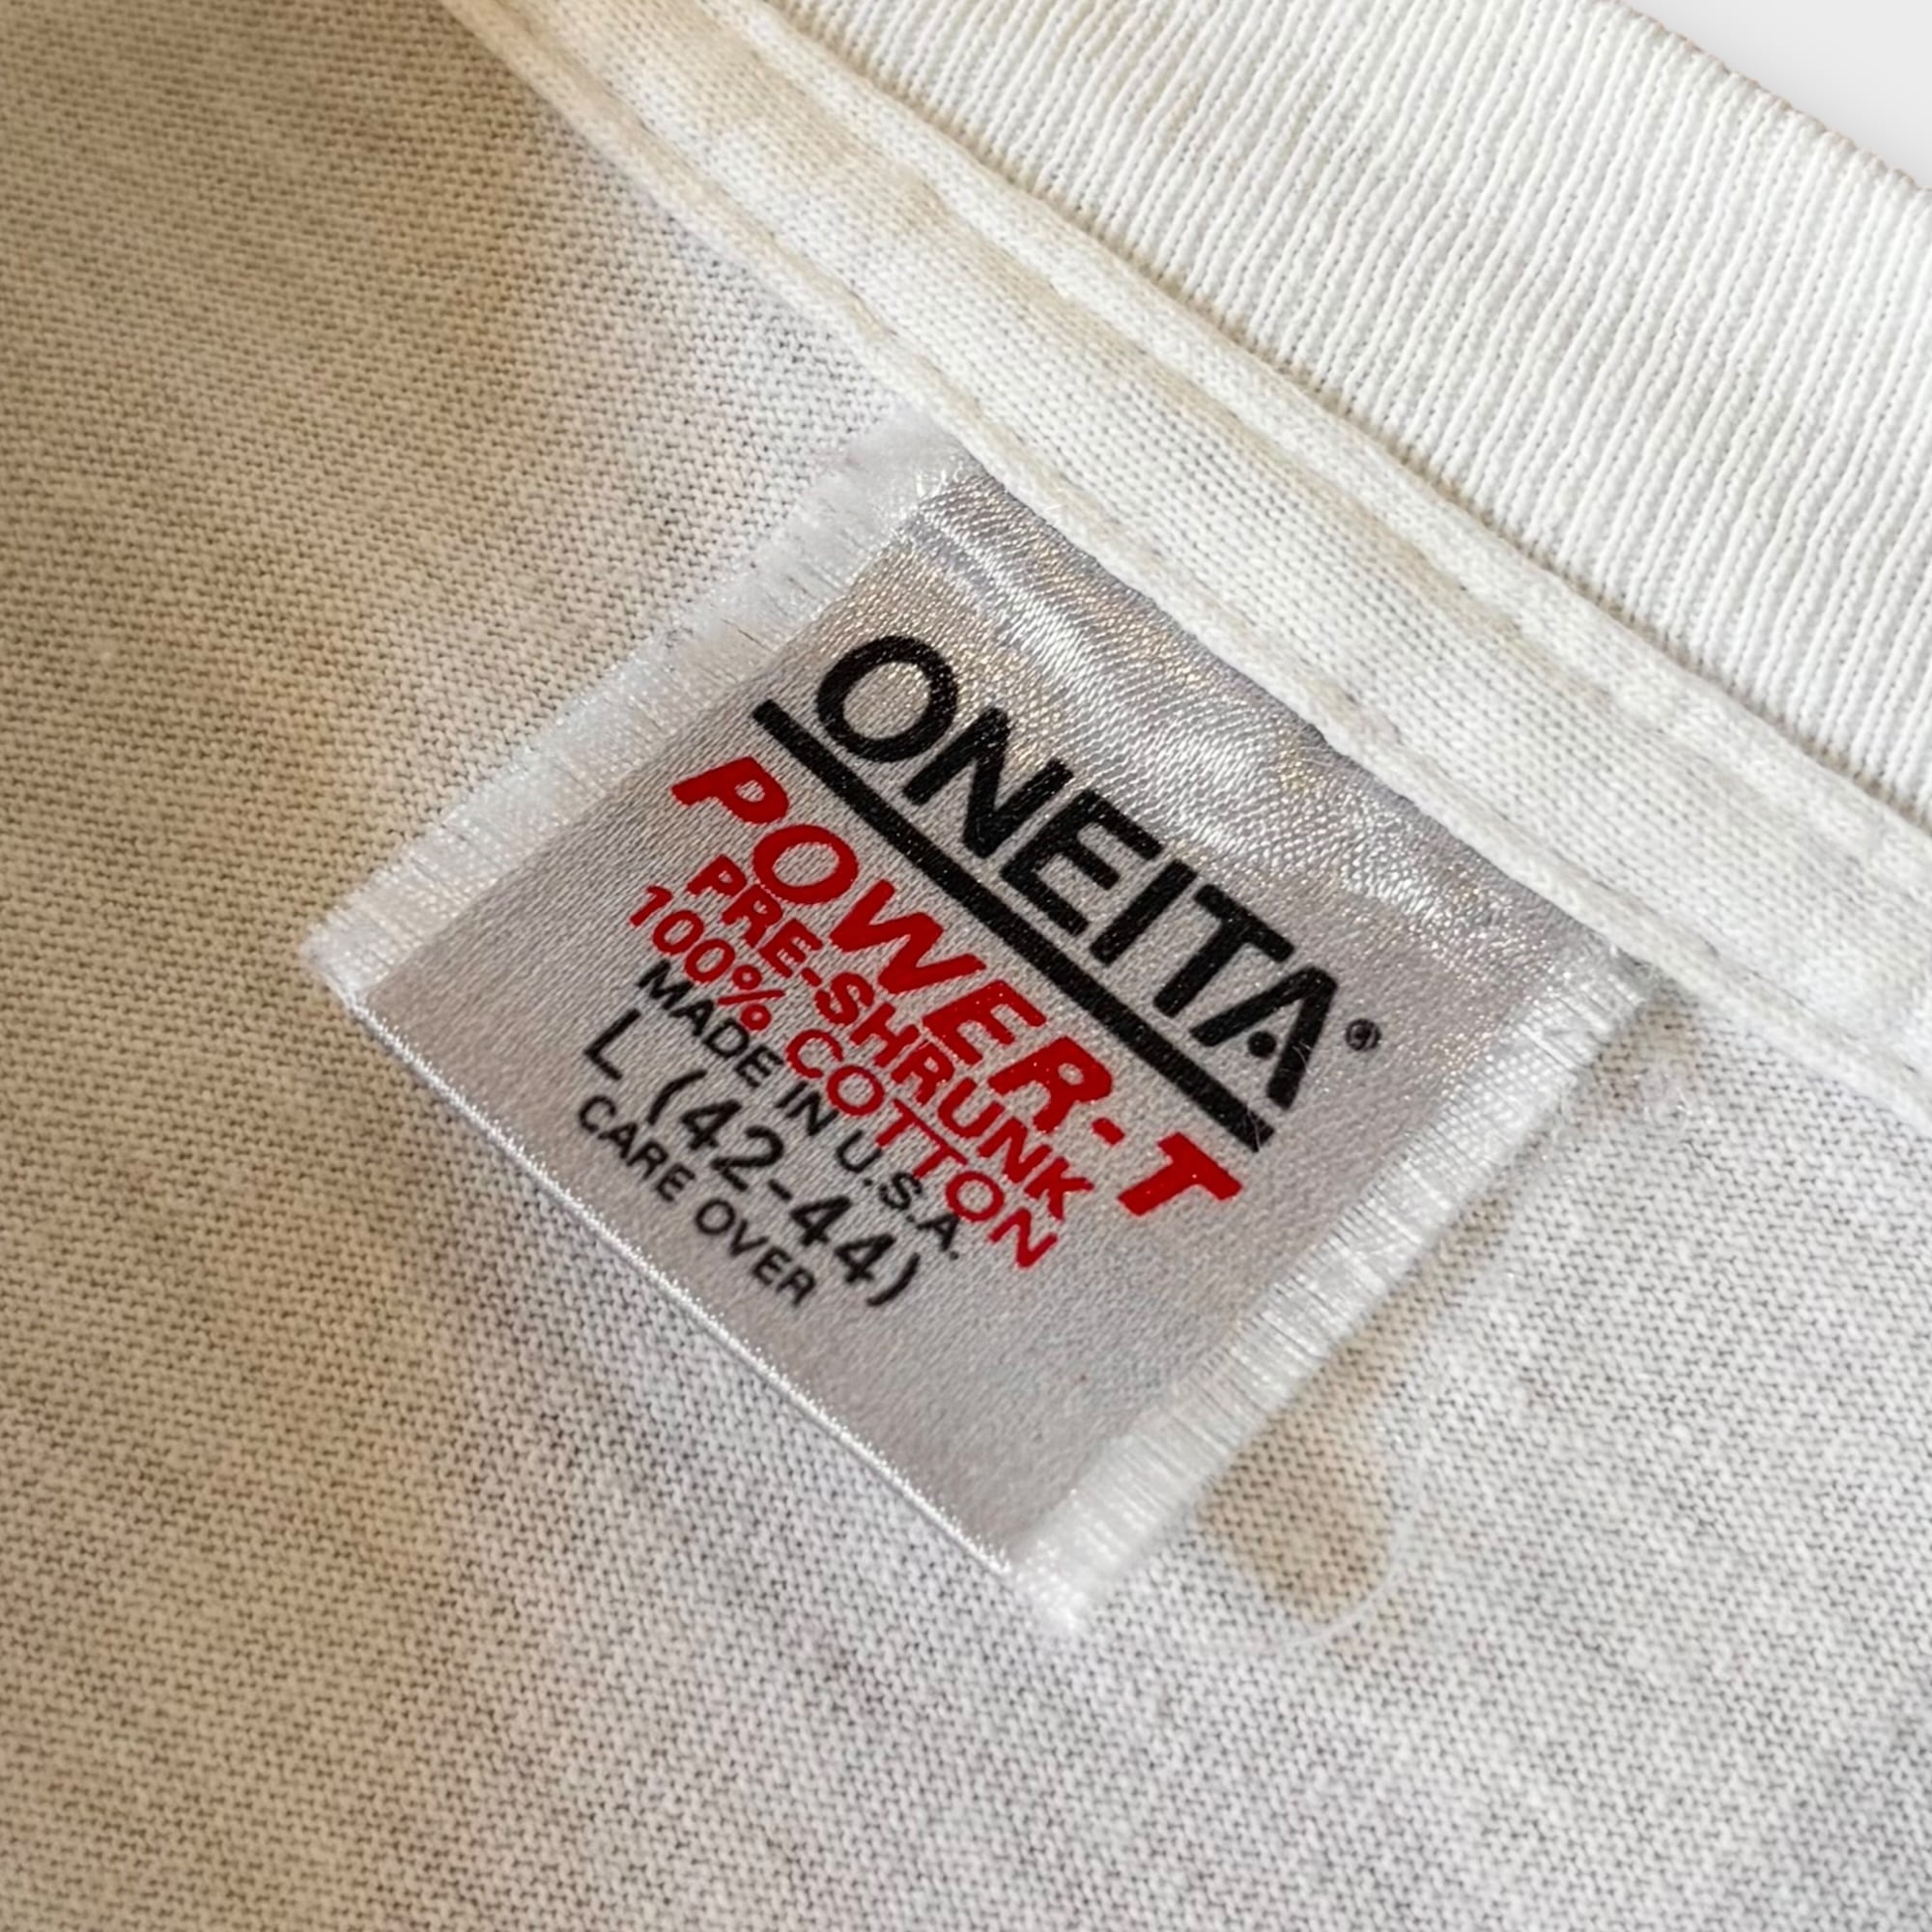 ONEITA®
POWER-T
PRE-SHRUNK
100% COTTON
MADE IN U.S.A.
L (42-44)
CARE OVER